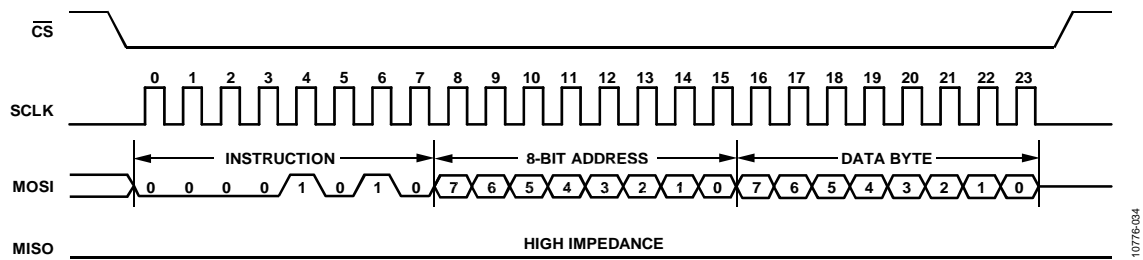 CS
0 1 2 3 4 5 6 7 8 9 10 11 12 13 14 15 16 17 18 19 20 21 22 23
SCLK
INSTRUCTION 8-BIT ADDRESS DATA BYTE
MOSI 0 0 0 0 1 0 1 0 7 6 5 4 3 2 1 0 7 6 5 4 3 2 1 0
MISO HIGH IMPEDANCE
10776-034